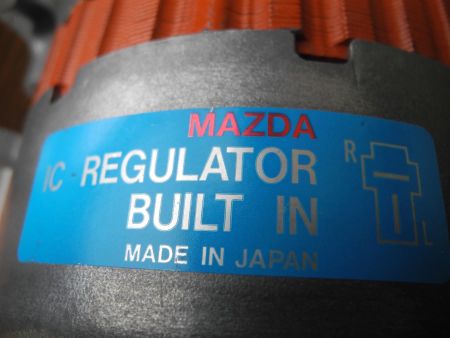 MAZDA
IC REGULATOR
BUILT IN
MADE IN JAPAN
R
L